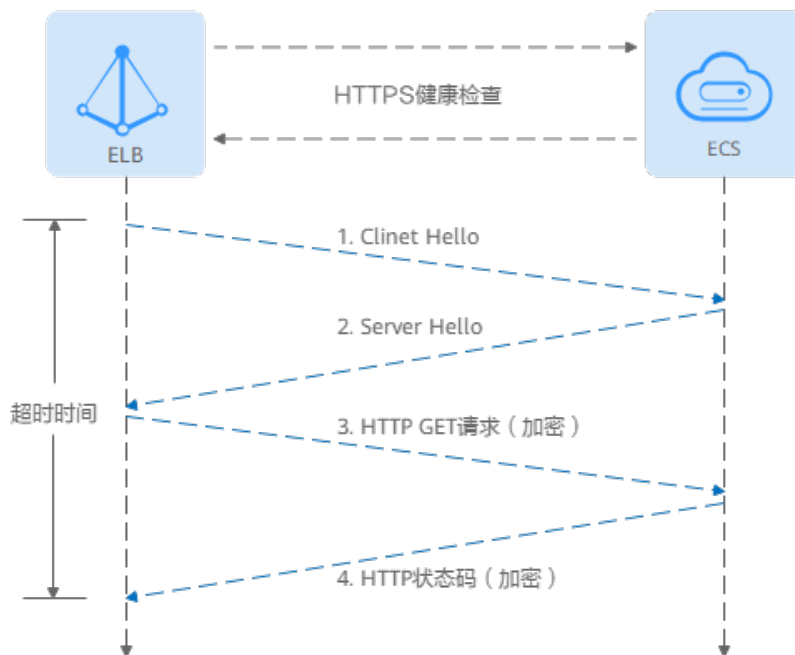 HTTPS健康检查
ELB
ECS
1. Clinet Hello
2. Server Hello
超时时间
3. HTTP GET请求（加密）
4. HTTP状态码（加密）